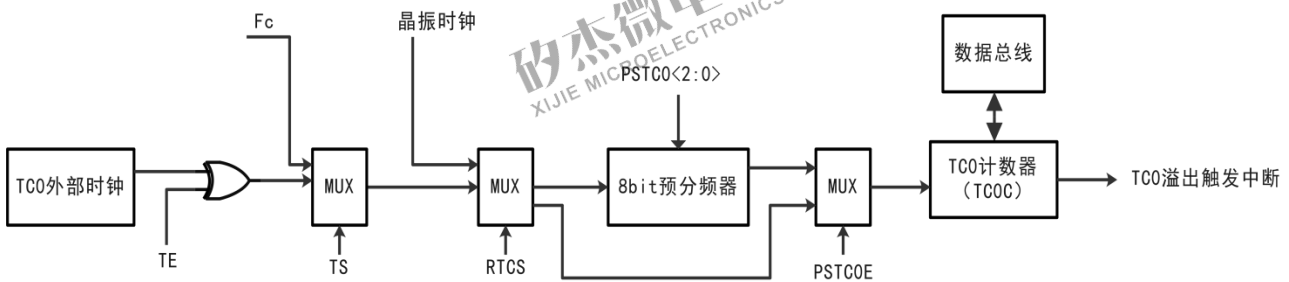 Fc
晶振时钟
矽杰微电
XIJIE MICROELECTRONICS
PSTC0<2:0>
数据总线
TC0外部时钟
MUX
MUX
8bit预分频器
MUX
TC0计数器
(TC0C)
TC0溢出触发中断
TE
TS
RTCS
PSTC0E